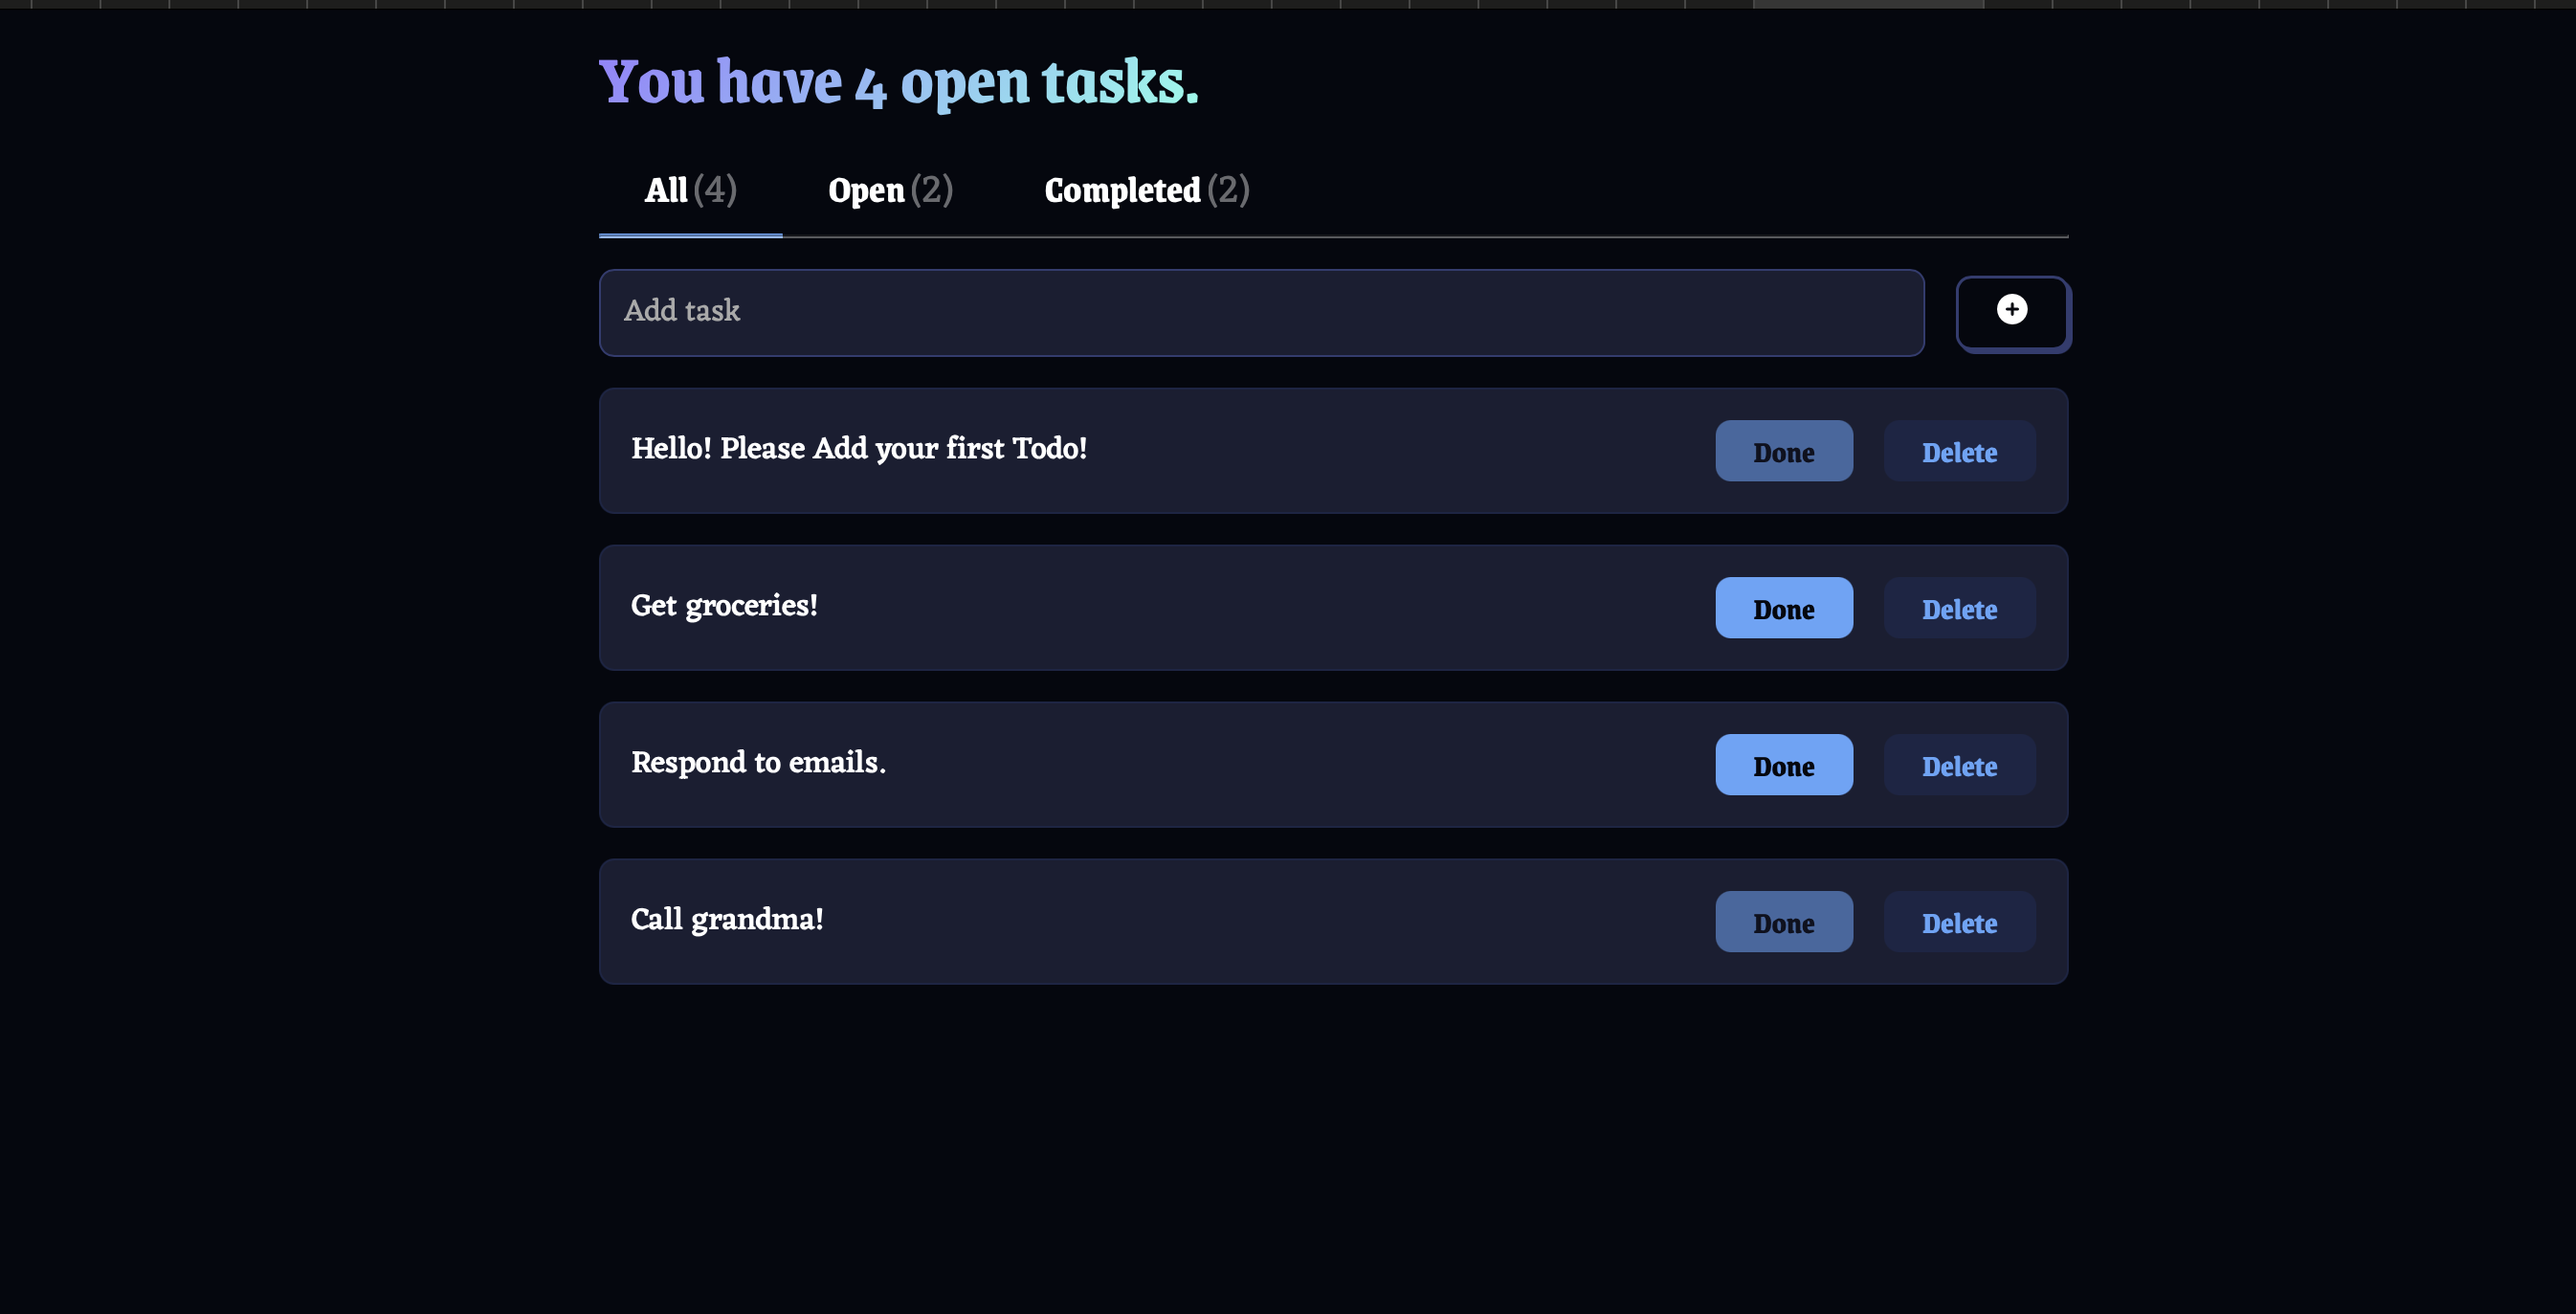 You have 4 open tasks.
All (4) Open (2) Completed (2)
Add task
Hello! Please Add your first Todo! Done Delete
Get groceries! Done Delete
Respond to emails. Done Delete
Call grandma! Done Delete